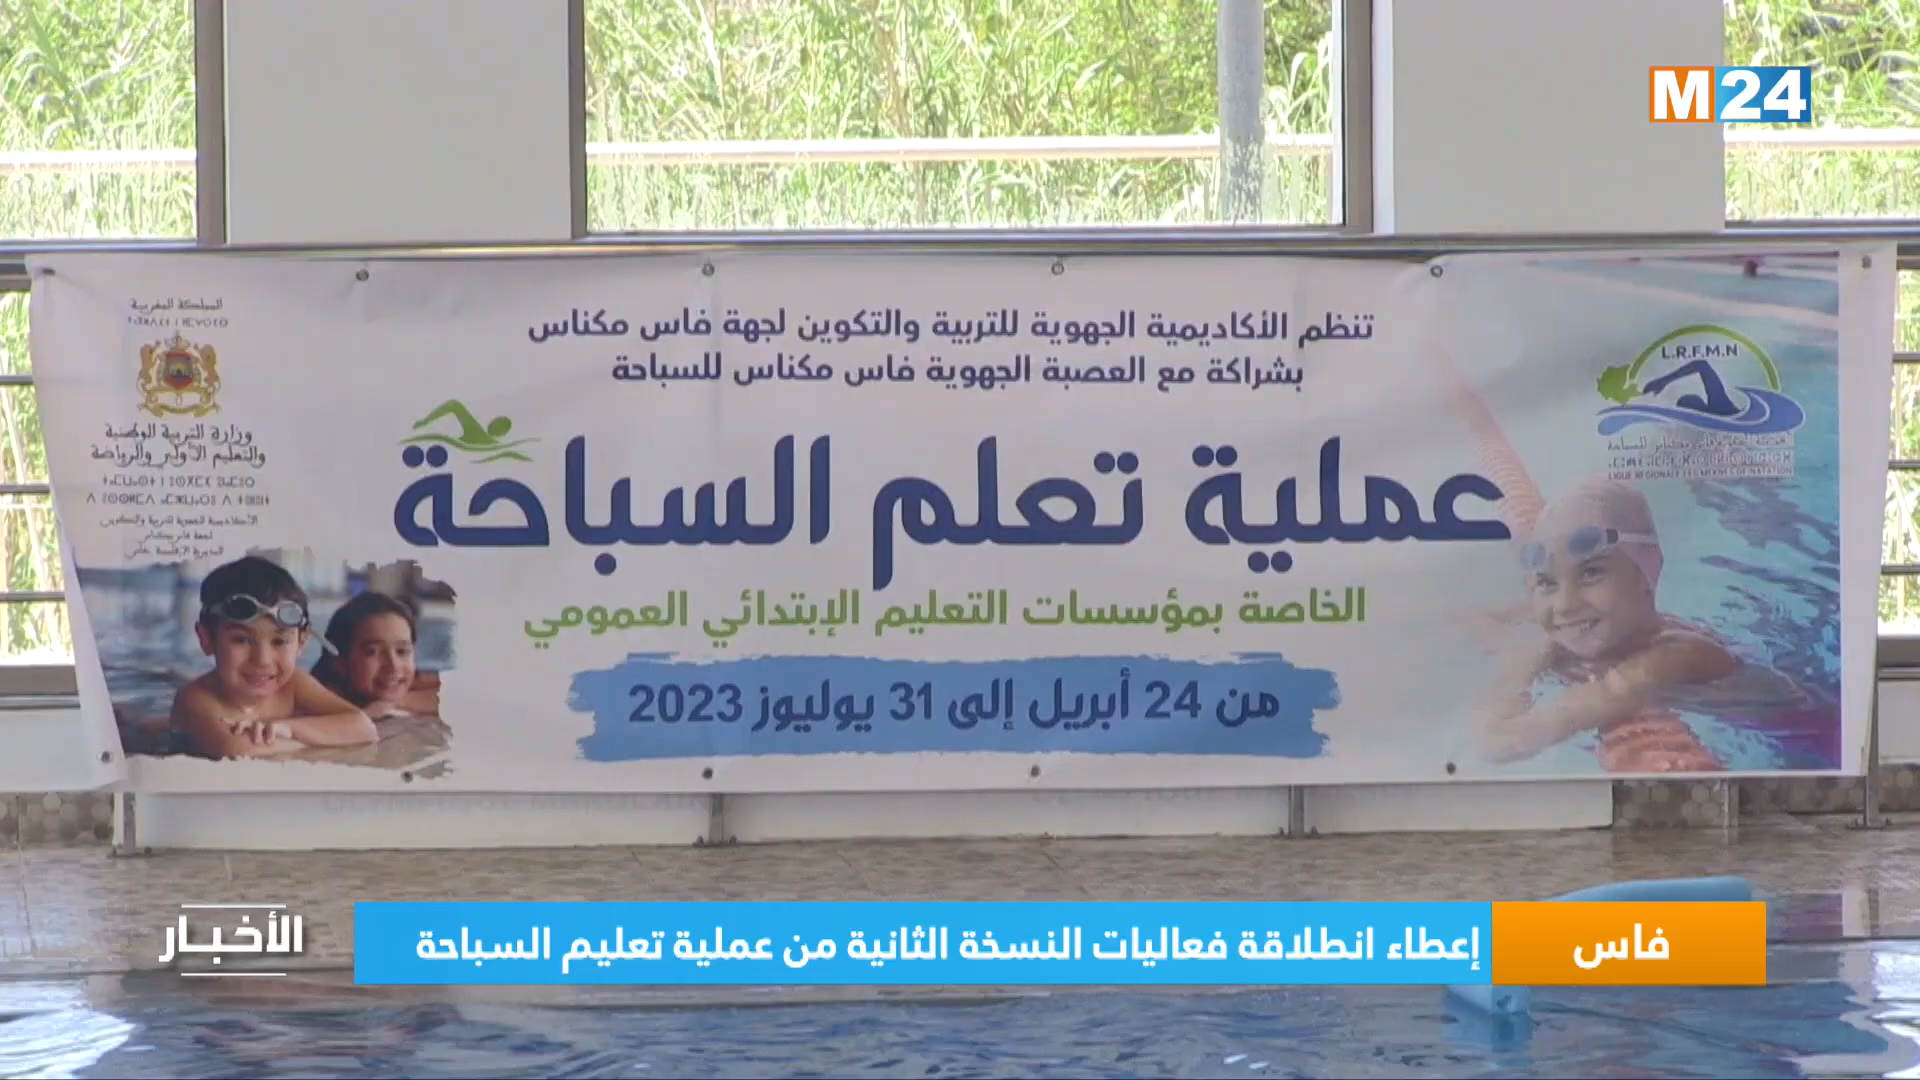 M24
تنظم الأكاديمية الجهوية للتربية والتكوين لجهة فاس مكناس
بشراكة مع العصبة الجهوية فاس مكناس للسباحة
عملية تعلم السباحة
الخاصة بمؤسسات التعليم الإبتدائي العمومي
من 24 أبريل إلى 31 يوليوز 2023
L.R.F.M.N
المملكة المغربية
وزارة التربية الوطنية
والتعليم الأولي والرياضة
فاس
إعطاء انطلاقة فعاليات النسخة الثانية من عملية تعليم السباحة
الأخبار